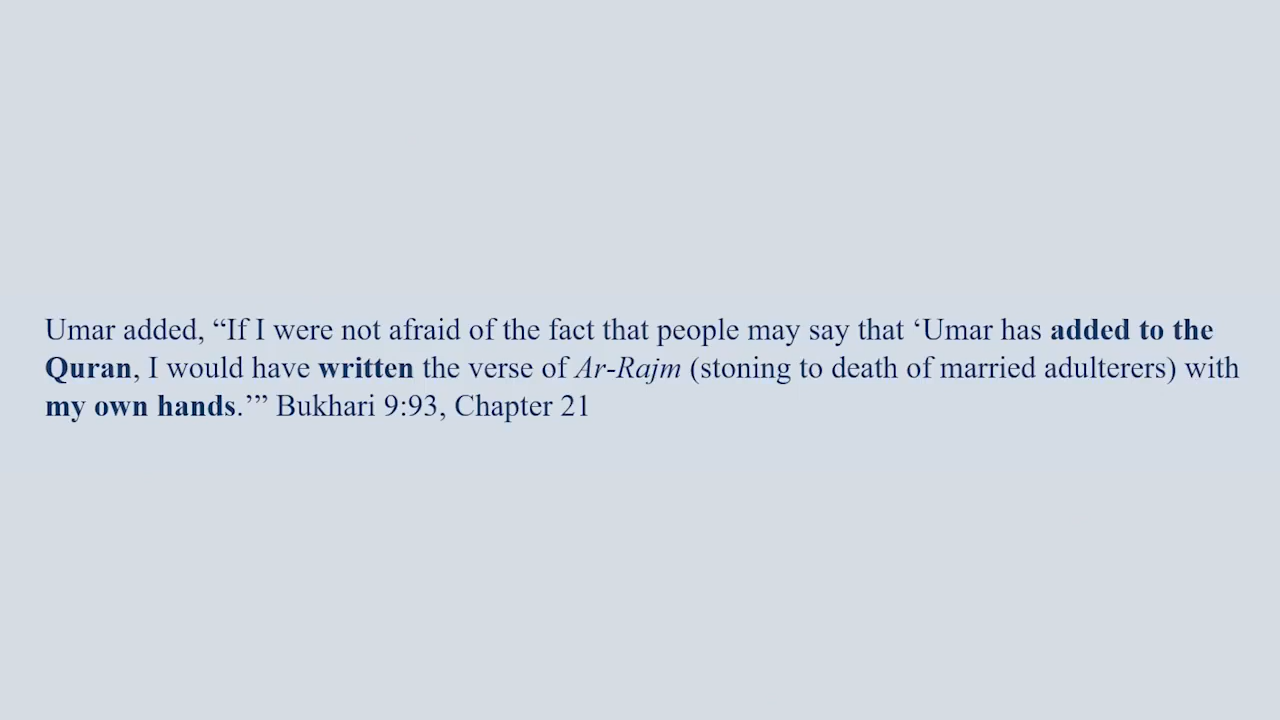 Umar added, “If I were not afraid of the fact that people may say that ‘Umar has added to the
Quran, I would have written the verse of Ar-Rajm (stoning to death of married adulterers) with
my own hands.’” Bukhari 9:93, Chapter 21